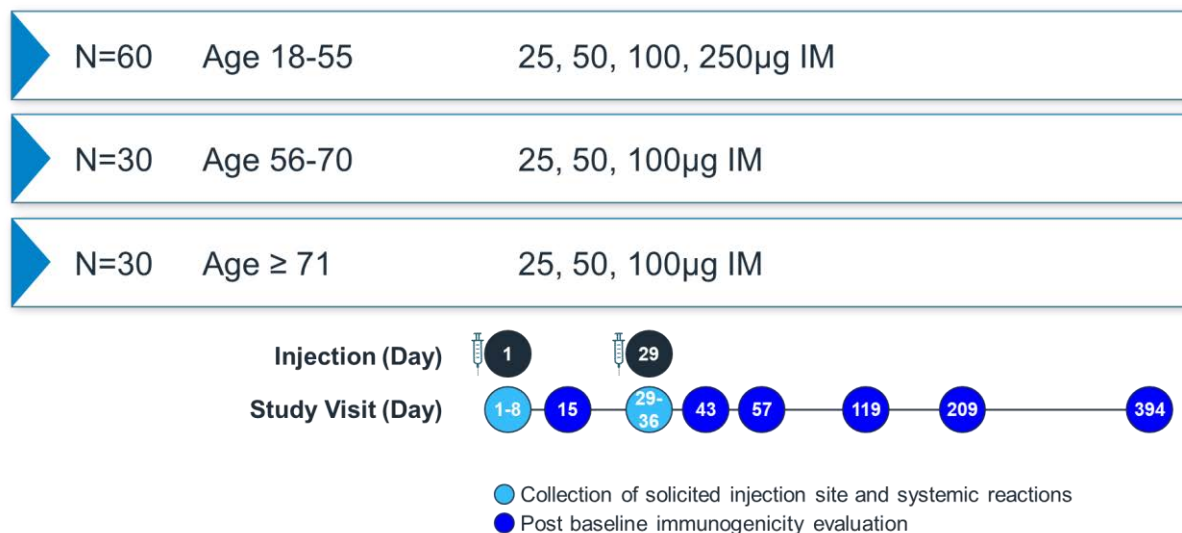 N=60 Age 18-55 25, 50, 100, 250µg IM
N=30 Age 56-70 25, 50, 100µg IM
N=30 Age ≥ 71 25, 50, 100µg IM
Injection (Day) 1 29
Study Visit (Day) 1-8 15 29-36 43 57 119 209 394
Collection of solicited injection site and systemic reactions
Post baseline immunogenicity evaluation